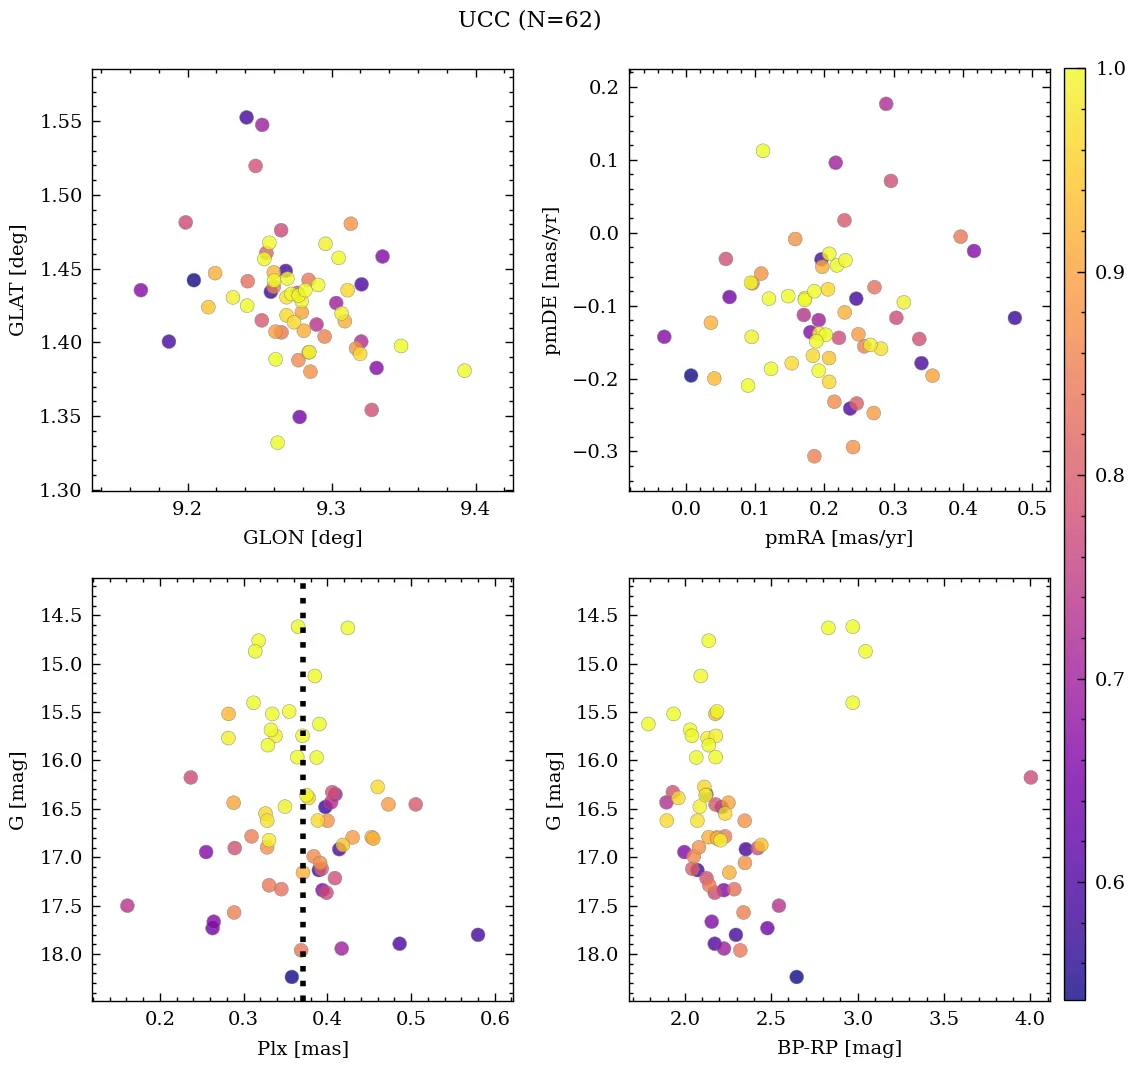 UCC (N=62)
1.55
1.50
1.45
1.40
1.35
1.30
GLAT [deg]
9.2 9.3 9.4
GLON [deg]
0.2
0.1
0.0
−0.1
−0.2
−0.3
pmDE [mas/yr]
0.0 0.1 0.2 0.3 0.4 0.5
pmRA [mas/yr]
14.5
15.0
15.5
16.0
16.5
17.0
17.5
18.0
G [mag]
0.2 0.3 0.4 0.5 0.6
Plx [mas]
14.5
15.0
15.5
16.0
16.5
17.0
17.5
18.0
G [mag]
2.0 2.5 3.0 3.5 4.0
BP-RP [mag]
1.0
0.9
0.8
0.7
0.6